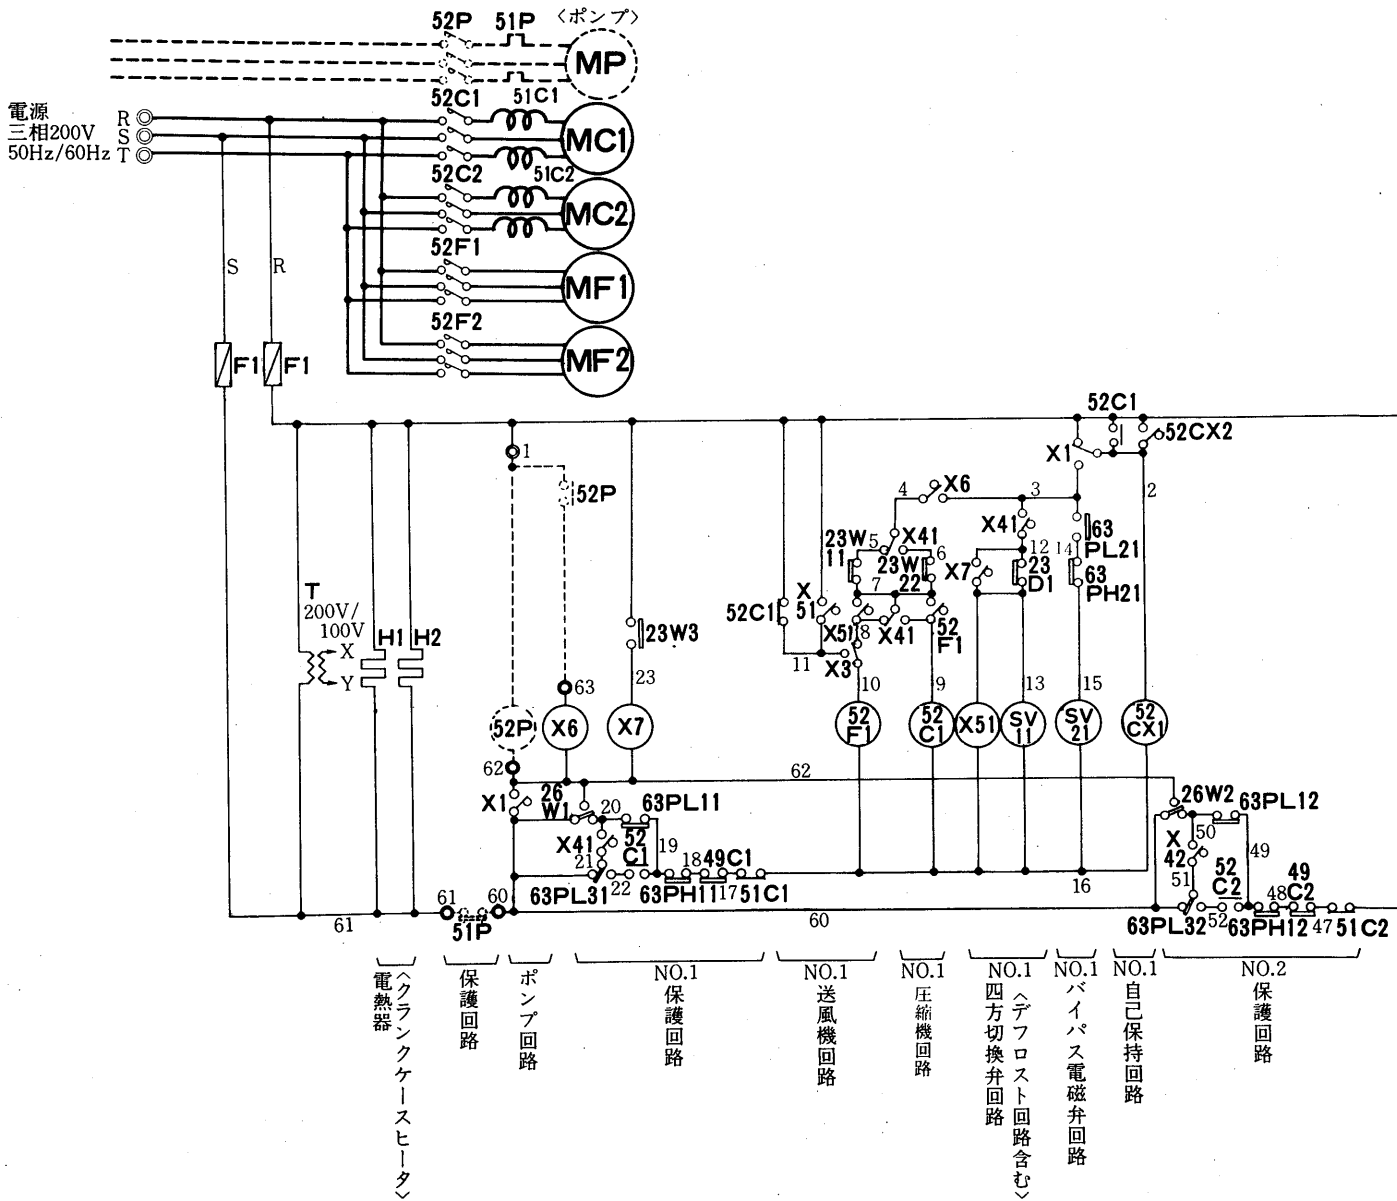 52P 51P 〈ポンプ〉
MP
電源
三相200V
50Hz/60Hz
R
S
T
52C1 51C1
MC1
52C2 51C2
MC2
52F1
MF1
52F2
MF2
S R
F1 F1
52C1
52CX2
X1
1
52P
4 X6 3 2
X41
63
PL21
23W
11
5 X41
23W
22
6
12 14
X7
23
D1
63
PH21
7
T
200V/
100V
X
Y
H1 H2
52C1
X
51
X51
8
X41
52
F1
X3
11
23W3
23
10 9 13 15
63
52P X6 X7
52
F1
52
C1
X51
SV
11
SV
21
52
CX1
62
62
X1
26
W1
20
63PL11
X41
52
C1
19
21
22
18
49C1
63PL31
63PH11
17
51C1
16
26W2
63PL12
X
42
50
49
51
52
C2
48
49
C2
63PL32
52
63PH12
47
51C2
61
61
51P
60
60
〈クランクケースヒータ〉
電熱器
保護回路
ポンプ回路
NO.1
保護回路
NO.1
送風機回路
NO.1
圧縮機回路
NO.1
四方切換弁回路
〈デフロスト回路含む〉
NO.1
バイパス電磁弁回路
NO.1
自己保持回路
NO.2
保護回路